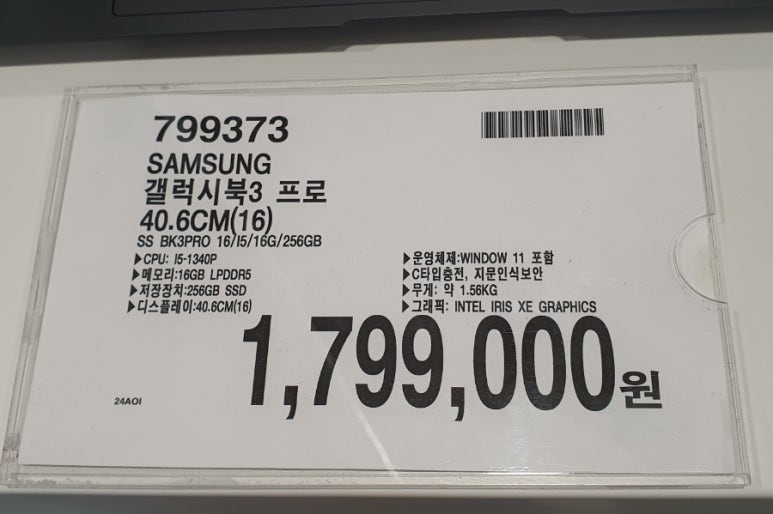 799373
SAMSUNG
갤럭시북3 프로
40.6CM(16)
SS BK3PRO 16/I5/16G/256GB
▶CPU: I5-1340P
▶메모리:16GB LPDDR5
▶저장장치:256GB SSD
▶디스플레이:40.6CM(16)
▶운영체제:WINDOW 11 포함
▶C타입충전, 지문인식보안
▶무게: 약 1.56KG
▶그래픽: INTEL IRIS XE GRAPHICS
1,799,000원
24AOI